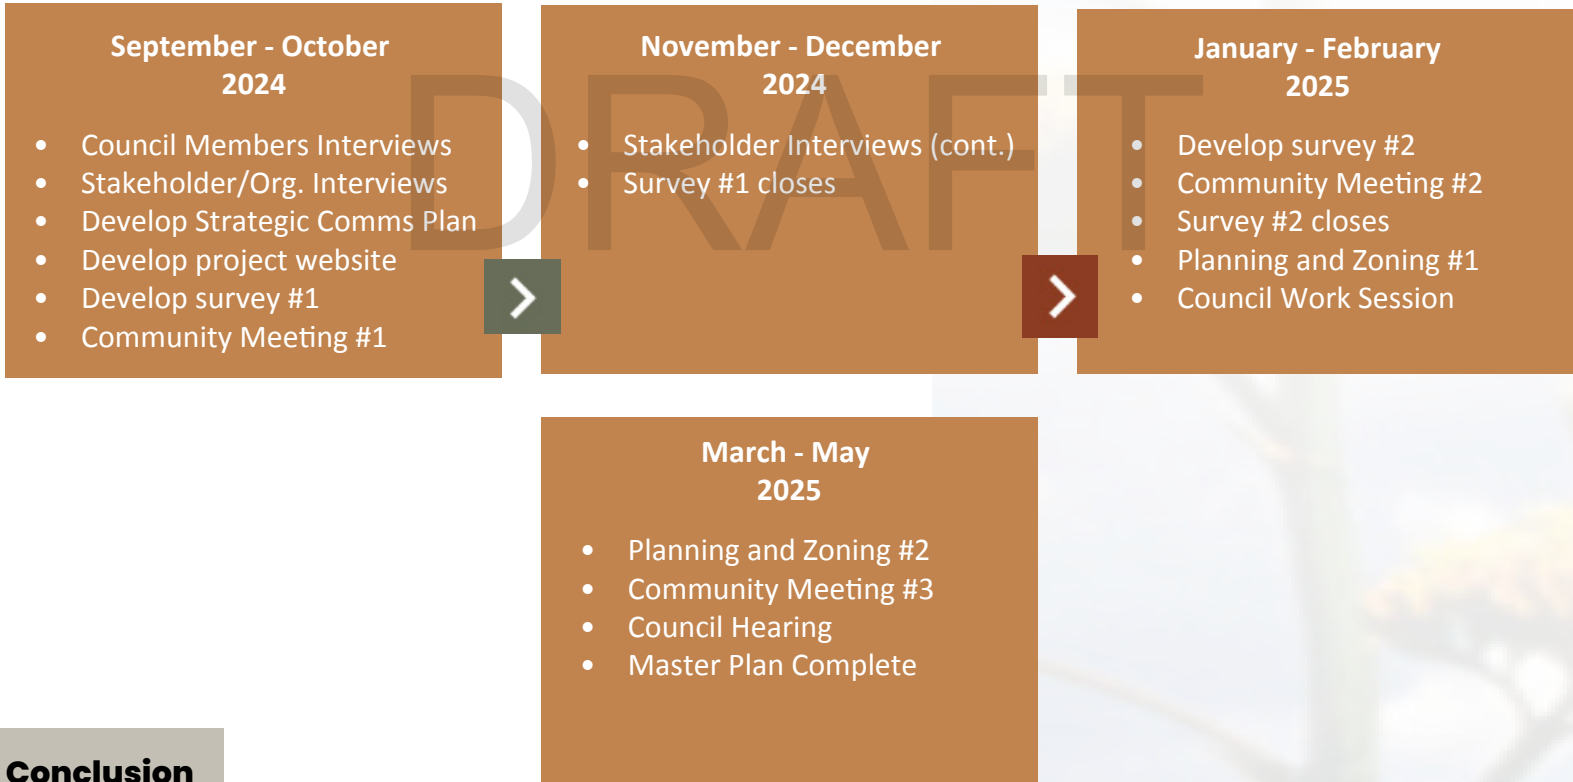 September - October
2024
• Council Members Interviews
• Stakeholder/Org. Interviews
• Develop Strategic Comms Plan
• Develop project website
• Develop survey #1
• Community Meeting #1
November - December
2024
• Stakeholder Interviews (cont.)
• Survey #1 closes
January - February
2025
• Develop survey #2
• Community Meeting #2
• Survey #2 closes
• Planning and Zoning #1
• Council Work Session
DRAFT
March - May
2025
• Planning and Zoning #2
• Community Meeting #3
• Council Hearing
• Master Plan Complete
Conclusion